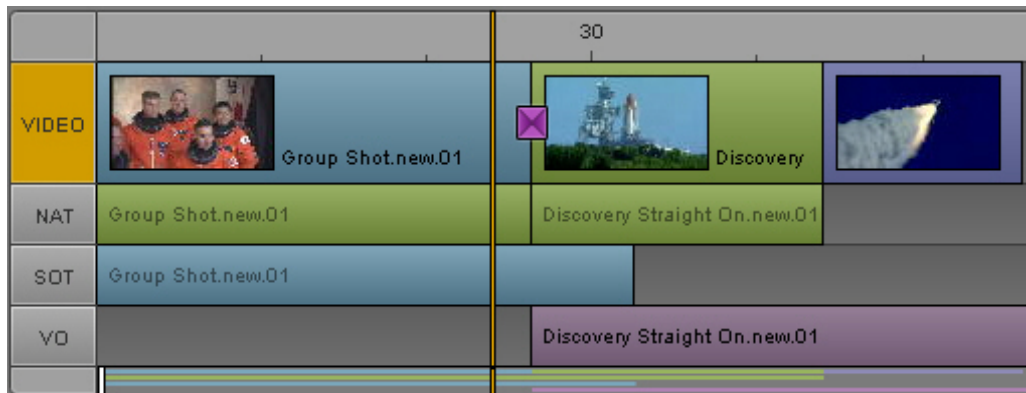 30
VIDEO
Group Shot.new.01
Discovery
NAT
Group Shot.new.01
Discovery Straight On.new.01
SOT
Group Shot.new.01
VO
Discovery Straight On.new.01